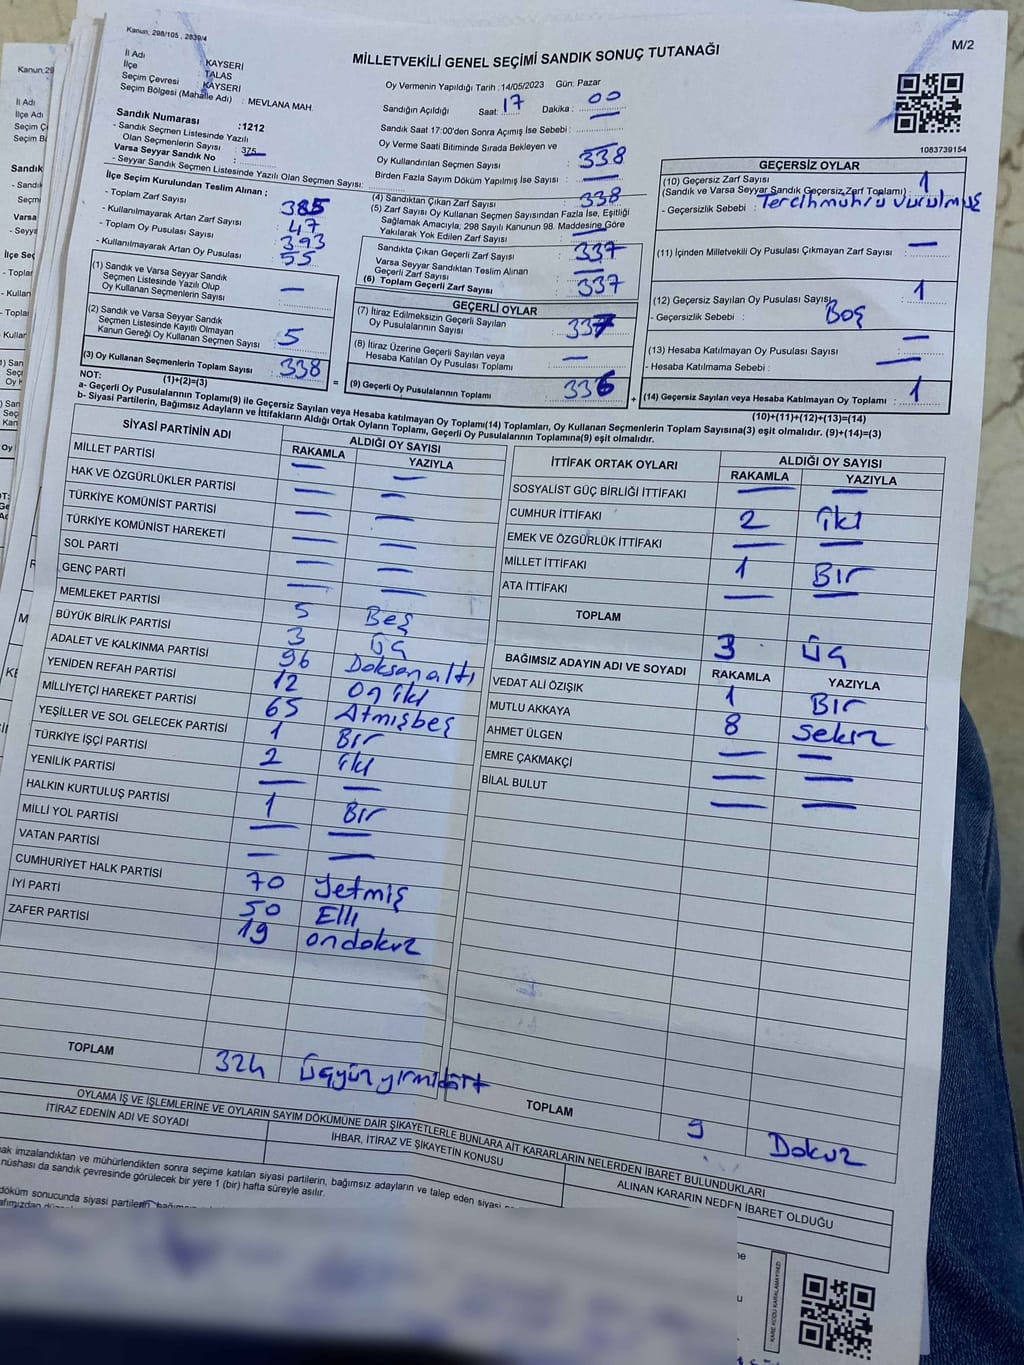 Kanun, 298/105 , 2839/4
MİLLETVEKİLİ GENEL SEÇİMİ SANDIK SONUÇ TUTANAĞI
M/2
İl Adı : KAYSERİ
İlçe : TALAS
Seçim Çevresi : KAYSERİ
Seçim Bölgesi (Mahalle Adı) : MEVLANA MAH.
Sandık Numarası :1212
- Sandık Seçmen Listesinde Yazılı
Olan Seçmenlerin Sayısı : 375
Varsa Seyyar Sandık No :
- Seyyar Sandık Seçmen Listesinde Yazılı Olan Seçmen Sayısı:
Oy Vermenin Yapıldığı Tarih :14/05/2023 Gün: Pazar
Sandığın Açıldığı Saat: 17 Dakika : 00
Sandık Saat 17:00'den Sonra Açımış İse Sebebi :
Oy Verme Saati Bitiminde Sırada Bekleyen ve
Oy Kullandırılan Seçmen Sayısı : 338
Birden Fazla Sayım Döküm Yapılmış İse Sayısı :
1083739154
İlçe Seçim Kurulundan Teslim Alınan ;
- Toplam Zarf Sayısı : 385
- Kullanılmayarak Artan Zarf Sayısı : 47
- Toplam Oy Pusulası Sayısı : 393
- Kullanılmayarak Artan Oy Pusulası : 55
(1) Sandık ve Varsa Seyyar Sandık
Seçmen Listesinde Yazılı Olup
Oy Kullanan Seçmenlerin Sayısı : —
(2) Sandık ve Varsa Seyyar Sandık
Seçmen Listesinde Kayıtlı Olmayan
Kanun Gereği Oy Kullanan Seçmen Sayısı : 5
(3) Oy Kullanan Seçmenlerin Toplam Sayısı : 338
(1)+(2)=(3)
(4) Sandıktan Çıkan Zarf Sayısı : 338
(5) Zarf Sayısı Oy Kullanan Seçmen Sayısından Fazla İse, Eşitliği
Sağlamak Amacıyla, 298 Sayılı Kanunun 98. Maddesine Göre
Yakılarak Yok Edilen Zarf Sayısı : —
Sandıkta Çıkan Geçerli Zarf Sayısı : 337
Varsa Seyyar Sandıktan Teslim Alınan
Geçerli Zarf Sayısı : —
(6) Toplam Geçerli Zarf Sayısı : 337
GEÇERLİ OYLAR
(7) İtiraz Edilmeksizin Geçerli Sayılan
Oy Pusulalarının Sayısı : 337
(8) İtiraz Üzerine Geçerli Sayılan veya
Hesaba Katılan Oy Pusulası Toplamı : —
= (9) Geçerli Oy Pusulalarının Toplamı : 336
GEÇERSİZ OYLAR
(10) Geçersiz Zarf Sayısı : 1
(Sandık ve Varsa Seyyar Sandık Geçersiz Zarf Toplamı)
- Geçersizlik Sebebi : Tercih mührü vurulmuş
(11) İçinden Milletvekili Oy Pusulası Çıkmayan Zarf Sayısı : —
(12) Geçersiz Sayılan Oy Pusulası Sayısı : 1
- Geçersizlik Sebebi : Boş
(13) Hesaba Katılmayan Oy Pusulası Sayısı : —
- Hesaba Katılmama Sebebi : —
+ (14) Geçersiz Sayılan veya Hesaba Katılmayan Oy Toplamı : 1
(10)+(11)+(12)+(13)=(14)
NOT:
a- Geçerli Oy Pusulaların Toplamı(9) ile Geçersiz Sayılan veya Hesaba katılmayan Oy Toplamı(14) Toplamları, Oy Kullanan Seçmenlerin Toplam Sayısına(3) eşit olmalıdır. (9)+(14)=(3)
b- Siyasi Partilerin, Bağımsız Adayların ve İttifakların Aldığı Ortak Oyların Toplamı, Geçerli Oy Pusulalarının Toplamına(9) eşit olmalıdır.
SİYASİ PARTİNİN ADI ALDIĞI OY SAYISI
RAKAMLA YAZIYLA
MİLLET PARTİSİ — —
HAK VE ÖZGÜRLÜKLER PARTİSİ — —
TÜRKİYE KOMÜNİST PARTİSİ — —
TÜRKİYE KOMÜNİST HAREKETİ — —
SOL PARTİ — —
GENÇ PARTİ — —
MEMLEKET PARTİSİ 5 Beş
BÜYÜK BİRLİK PARTİSİ 3 Üç
ADALET VE KALKINMA PARTİSİ 96 Doksanaltı
YENİDEN REFAH PARTİSİ 12 On iki
MİLLİYETÇİ HAREKET PARTİSİ 65 Atmışbeş
YEŞİLLER VE SOL GELECEK PARTİSİ 1 Bir
TÜRKİYE İŞÇİ PARTİSİ 2 iki
YENİLİK PARTİSİ — —
HALKIN KURTULUŞ PARTİSİ 1 Bir
MİLLİ YOL PARTİSİ — —
VATAN PARTİSİ — —
CUMHURİYET HALK PARTİSİ 70 Yetmiş
İYİ PARTİ 50 Elli
ZAFER PARTİSİ 19 ondokuz
TOPLAM 324 Üçyüz yirmidört
İTTİFAK ORTAK OYLARI ALDIĞI OY SAYISI
RAKAMLA YAZIYLA
SOSYALİST GÜÇ BİRLİĞİ İTTİFAKI — —
CUMHUR İTTİFAKI 2 iki
EMEK VE ÖZGÜRLÜK İTTİFAKI — —
MİLLET İTTİFAKI 1 Bir
ATA İTTİFAKI — —
TOPLAM 3 Üç
BAĞIMSIZ ADAYIN ADI VE SOYADI RAKAMLA YAZIYLA
VEDAT ALİ ÖZIŞIK 1 Bir
MUTLU AKKAYA 8 Sekiz
AHMET ÜLGEN — —
EMRE ÇAKMAKÇİ — —
BİLAL BULUT — —
TOPLAM 9 Dokuz
OYLAMA İŞ VE İŞLEMLERİNE VE OYLARIN SAYIM DÖKÜMÜNE DAİR ŞİKAYETLERLE BUNLARA AİT KARARLARIN NELERDEN İBARET BULUNDUKLARI
İTİRAZ EDENİN ADI VE SOYADI İHBAR, İTİRAZ VE ŞİKAYETİN KONUSU ALINAN KARARIN NEDEN İBARET OLDUĞU
imzalandıktan ve mühürlendikten sonra seçime katılan siyasi partilerin, bağımsız adayların ve talep eden siyasi
nüshası da sandık çevresinde görülecek bir yere 1 (bir) hafta süreyle asılır.
döküm sonucunda siyasi partilerin,
KARE KODU KARALAMAYINIZ!